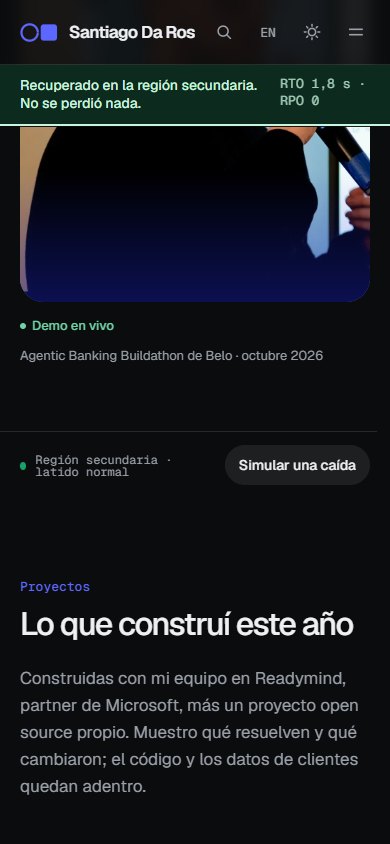 Santiago Da Ros
EN
Recuperado en la región secundaria.
No se perdió nada.
RTO 1,8 s ·
RPO 0
Demo en vivo
Agentic Banking Buildathon de Belo · octubre 2026
Región secundaria ·
latido normal
Simular una caída
Proyectos
Lo que construí este año
Construidas con mi equipo en Readymind,
partner de Microsoft, más un proyecto open
source propio. Muestro qué resuelven y qué
cambiaron; el código y los datos de clientes
quedan adentro.